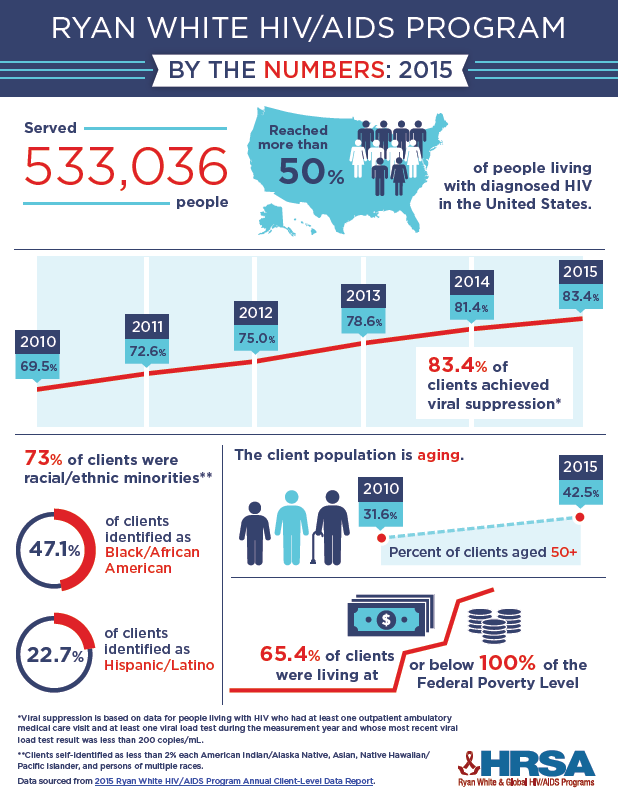 RYAN WHITE HIV/AIDS PROGRAM
BY THE NUMBERS: 2015
Served
533,036
people
Reached
more than
50%
of people living
with diagnosed HIV
in the United States.
2010
69.5%
2011
72.6%
2012
75.0%
2013
78.6%
2014
81.4%
2015
83.4%
83.4% of
clients achieved
viral suppression*
73% of clients were
racial/ethnic minorities**
47.1%
of clients
identified as
Black/African
American
22.7%
of clients
identified as
Hispanic/Latino
The client population is aging.
2010
31.6%
2015
42.5%
Percent of clients aged 50+
$
65.4% of clients
were living at
or below 100% of the
Federal Poverty Level
*Viral suppression is based on data for people living with HIV who had at least one outpatient ambulatory
medical care visit and at least one viral load test during the measurement year and whose most recent viral
load test result was less than 200 copies/mL.
**Clients self-identified as less than 2% each American Indian/Alaska Native, Asian, Native Hawaiian/
Pacific Islander, and persons of multiple races.
Data sourced from 2015 Ryan White HIV/AIDS Program Annual Client-Level Data Report.
HRSA
Ryan White & Global HIV/AIDS Programs